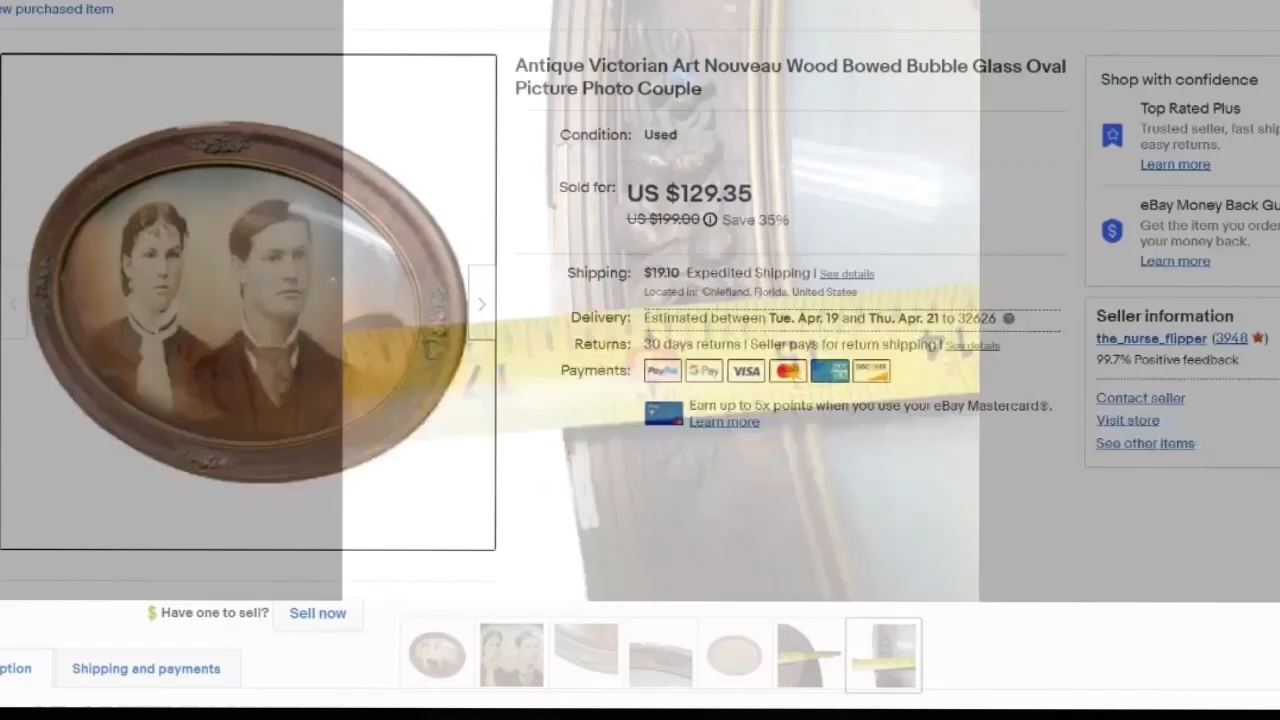 ew purchased item
Antique Victorian Art Nouveau Wood Bowed Bubble Glass Oval
Picture Photo Couple
Condition: Used
Sold for: US $129.35
US $199.00 Save 35%
Shipping: $19.10 Expedited Shipping | See details
Located in: Chiefland, Florida, United States
Delivery: Estimated between Tue. Apr. 19 and Thu. Apr. 21 to 32626
Returns: 30 days returns | Seller pays for return shipping | See details
Payments: PayPal G Pay VISA DISCOVER
Earn up to 5x points when you use your eBay Mastercard®.
Learn more
Shop with confidence
Top Rated Plus
Trusted seller, fast ship
easy returns.
Learn more
eBay Money Back Gu
Get the item you order
your money back.
Learn more
Seller information
the_nurse_flipper (3948)
99.7% Positive feedback
Contact seller
Visit store
See other items
$ Have one to sell? Sell now
ption
Shipping and payments